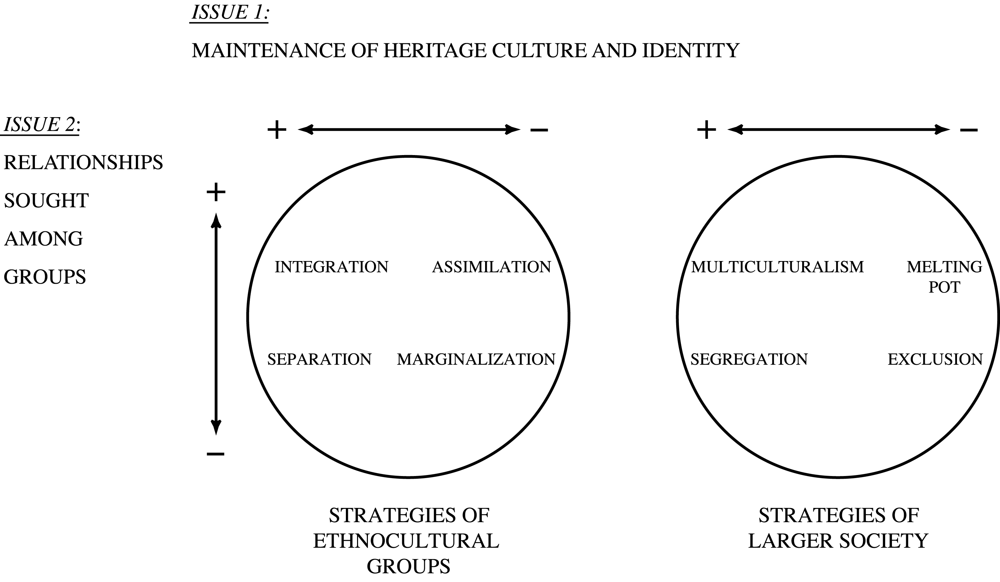 ISSUE 1:
MAINTENANCE OF HERITAGE CULTURE AND IDENTITY
ISSUE 2:
RELATIONSHIPS
SOUGHT
AMONG
GROUPS
+ –
+ –
+
–
INTEGRATION ASSIMILATION
SEPARATION MARGINALIZATION
STRATEGIES OF
ETHNOCULTURAL
GROUPS
MULTICULTURALISM MELTING
POT
SEGREGATION EXCLUSION
STRATEGIES OF
LARGER SOCIETY